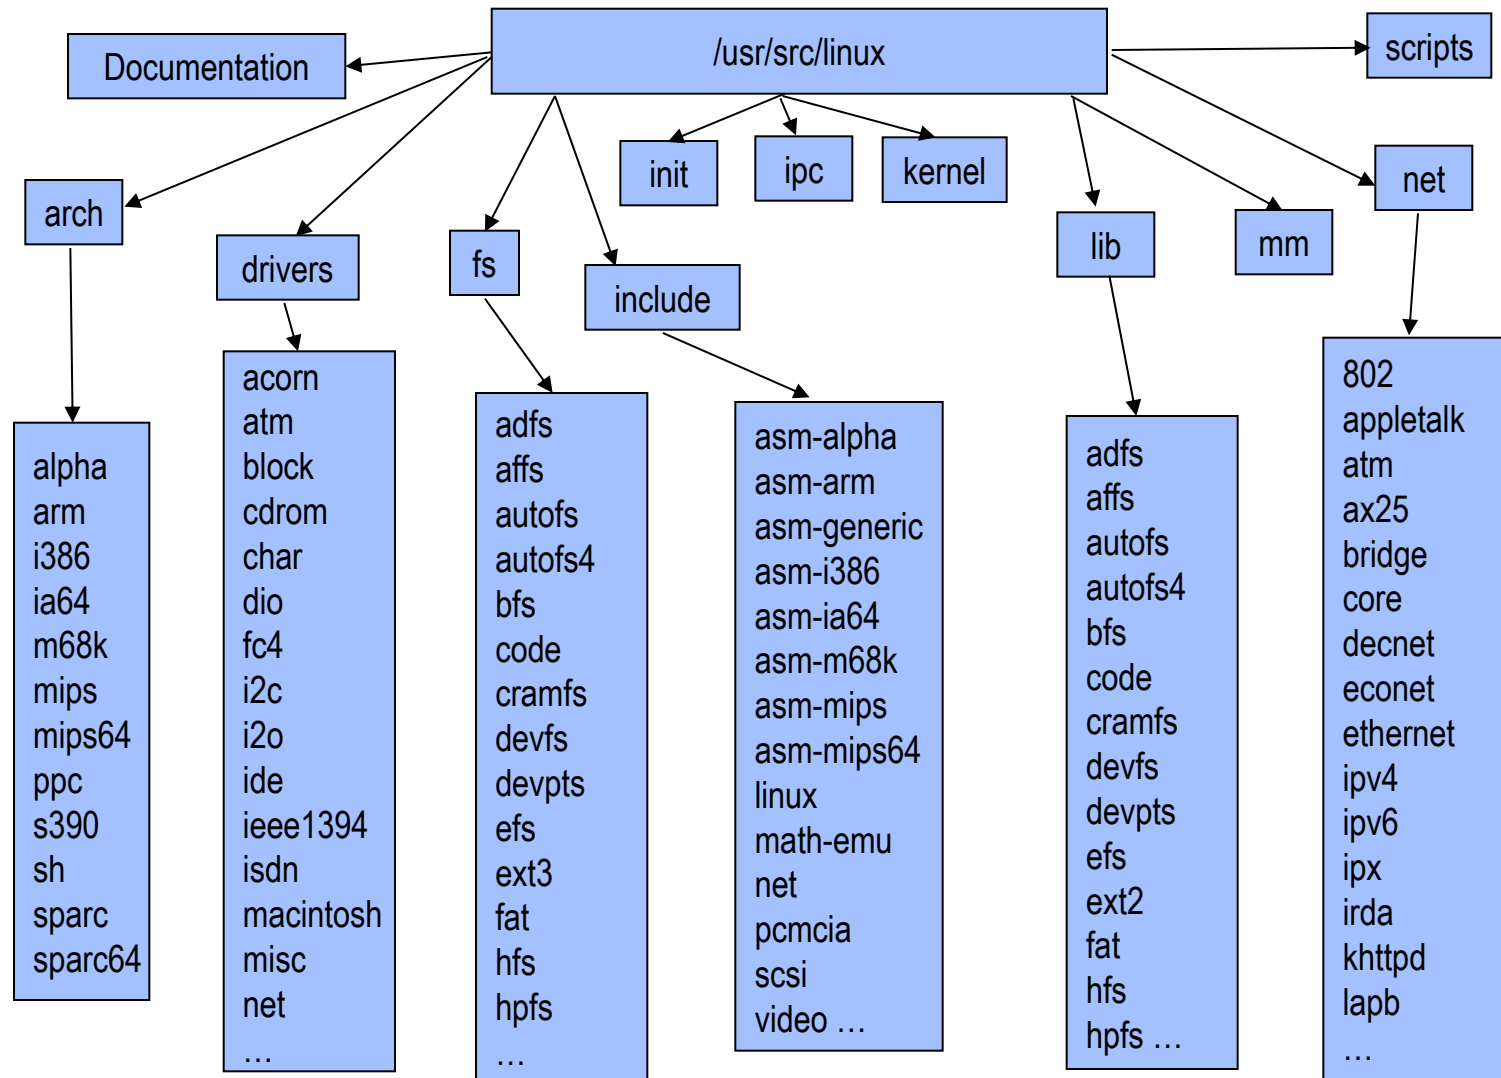 /usr/src/linux
Documentation
scripts
init
ipc
kernel
net
arch
drivers
fs
include
lib
mm
alpha
arm
i386
ia64
m68k
mips
mips64
ppc
s390
sh
sparc
sparc64
acorn
atm
block
cdrom
char
dio
fc4
i2c
i2o
ide
ieee1394
isdn
macintosh
misc
net
…
adfs
affs
autofs
autofs4
bfs
code
cramfs
devfs
devpts
efs
ext3
fat
hfs
hpfs
…
asm-alpha
asm-arm
asm-generic
asm-i386
asm-ia64
asm-m68k
asm-mips
asm-mips64
linux
math-emu
net
pcmcia
scsi
video …
adfs
affs
autofs
autofs4
bfs
code
cramfs
devfs
devpts
efs
ext2
fat
hfs
hpfs …
802
appletalk
atm
ax25
bridge
core
decnet
econet
ethernet
ipv4
ipv6
ipx
irda
khttpd
lapb
…